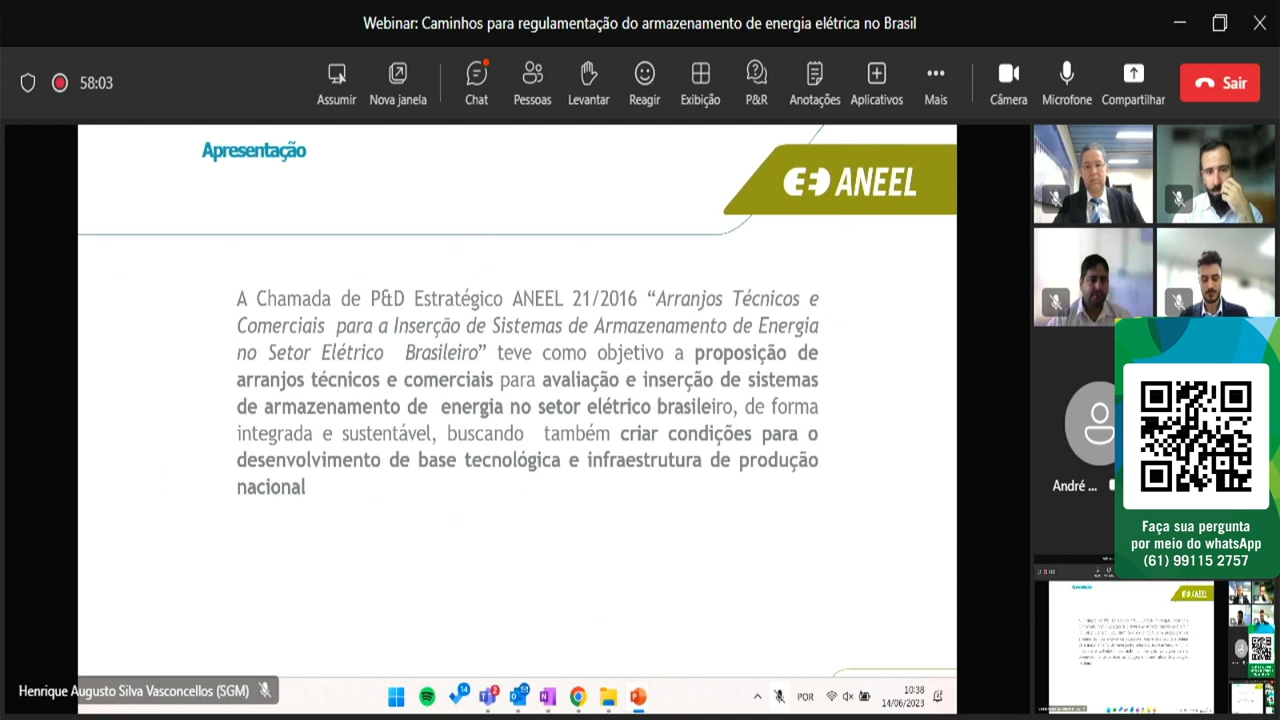 Webinar: Caminhos para regulamentação do armazenamento de energia elétrica no Brasil
58:03
Assumir
Nova janela
Chat
Pessoas
Levantar
Reagir
Exibição
P&R
Anotações
Aplicativos
Mais
Câmera
Microfone
Compartilhar
Sair
Apresentação
ANEEL
A Chamada de P&D Estratégico ANEEL 21/2016 “Arranjos Técnicos e
Comerciais para a Inserção de Sistemas de Armazenamento de Energia
no Setor Elétrico Brasileiro” teve como objetivo a proposição de
arranjos técnicos e comerciais para avaliação e inserção de sistemas
de armazenamento de energia no setor elétrico brasileiro, de forma
integrada e sustentável, buscando também criar condições para o
desenvolvimento de base tecnológica e infraestrutura de produção
nacional
André ...
Faça sua pergunta
por meio do whatsApp
(61) 99115 2757
Apresentação
ANEEL
Henrique Augusto Silva Vasconcellos (SGM)
14
2
POR
10:38
14/06/2023